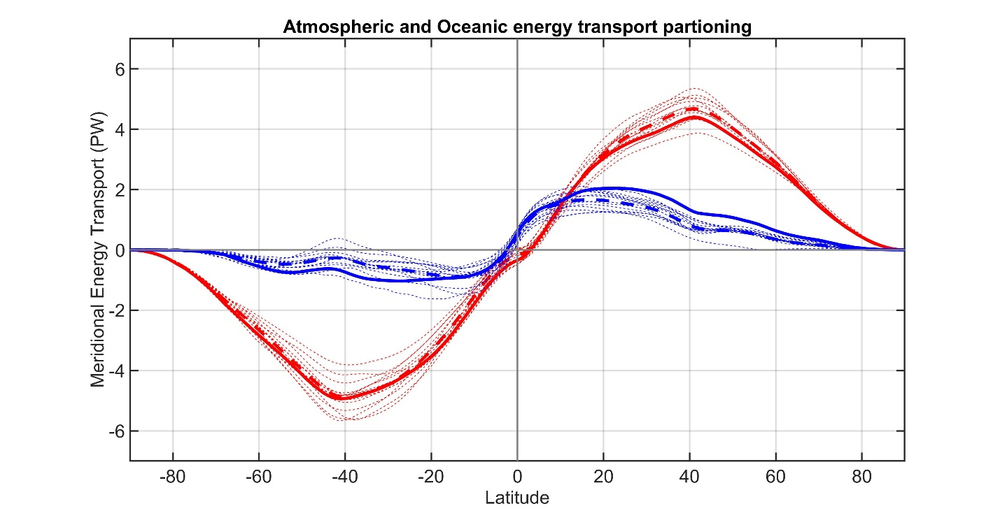 Atmospheric and Oceanic energy transport partioning
Meridional Energy Transport (PW)
6
4
2
0
-2
-4
-6
-80 -60 -40 -20 0 20 40 60 80
Latitude